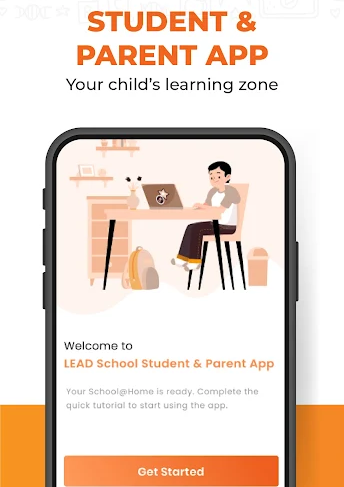 STUDENT &
PARENT APP
Your child's learning zone
Welcome to
LEAD School Student & Parent App
Your School@Home is ready. Complete the
quick tutorial to start using the app.
Get Started